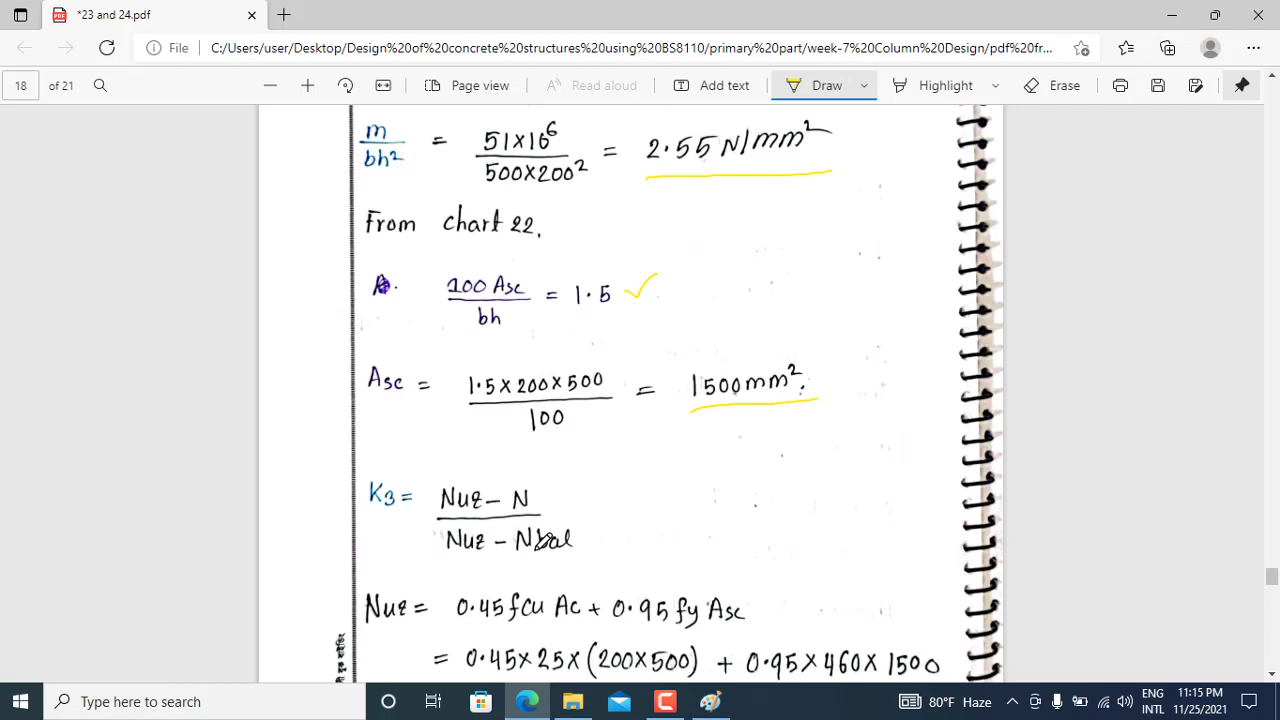 *23 and 24.pdf
File C:/Users/user/Desktop/Design%20of%20concrete%20structures%20using%20BS8110/primary%20part/week-7%20Column%20Design/pdf%20fr...
18 of 21 Page view Read aloud Add text Draw Highlight Erase
m/bh² = 51×10⁶/500×200² = 2.55 N/mm²
From chart 22,
100 Asc/bh = 1.5 ✓
Asc = 1.5×200×500/100 = 1500mm².
K3 = Nuz - N/Nuz - Nbal
Nuz = 0.45fcu Ac + 0.95fy Asc
= 0.45×25×(200×500) + 0.95×460×1500
Type here to search
80°F Haze
ENG
INTL
1:15 PM
11/25/2021